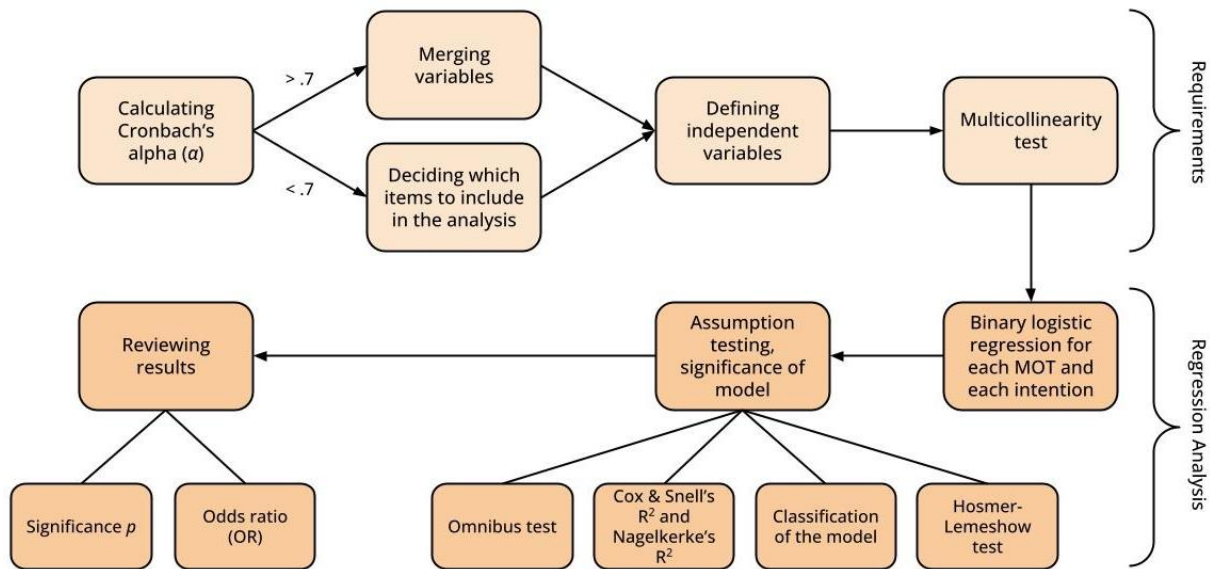 Calculating
Cronbach's
alpha (α)
> .7
< .7
Merging
variables
Deciding which
items to include
in the analysis
Defining
independent
variables
Multicollinearity
test
Requirements
Binary logistic
regression for
each MOT and
each intention
Assumption
testing,
significance of
model
Reviewing
results
Regression Analysis
Significance p
Odds ratio
(OR)
Omnibus test
Cox & Snell's
R² and
Nagelkerke's
R²
Classification
of the model
Hosmer-
Lemeshow
test